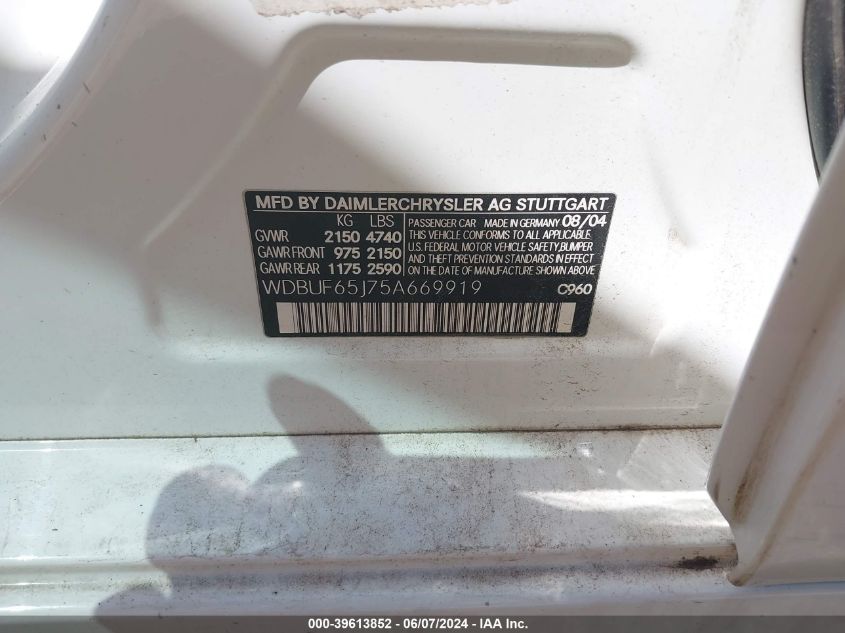 MFD BY DAIMLERCHRYSLER AG STUTTGART
KG LBS
GVWR 2150 4740
GAWR FRONT 975 2150
GAWR REAR 1175 2590
PASSENGER CAR MADE IN GERMANY 08/04
THIS VEHICLE CONFORMS TO ALL APPLICABLE
U.S. FEDERAL MOTOR VEHICLE SAFETY, BUMPER
AND THEFT PREVENTION STANDARDS
IN EFFECT ON THE DATE OF
MANUFACTURE SHOWN ABOVE
WDBUF65J75A669919
C960
000-39613852 - 06/07/2024 - IAA Inc.